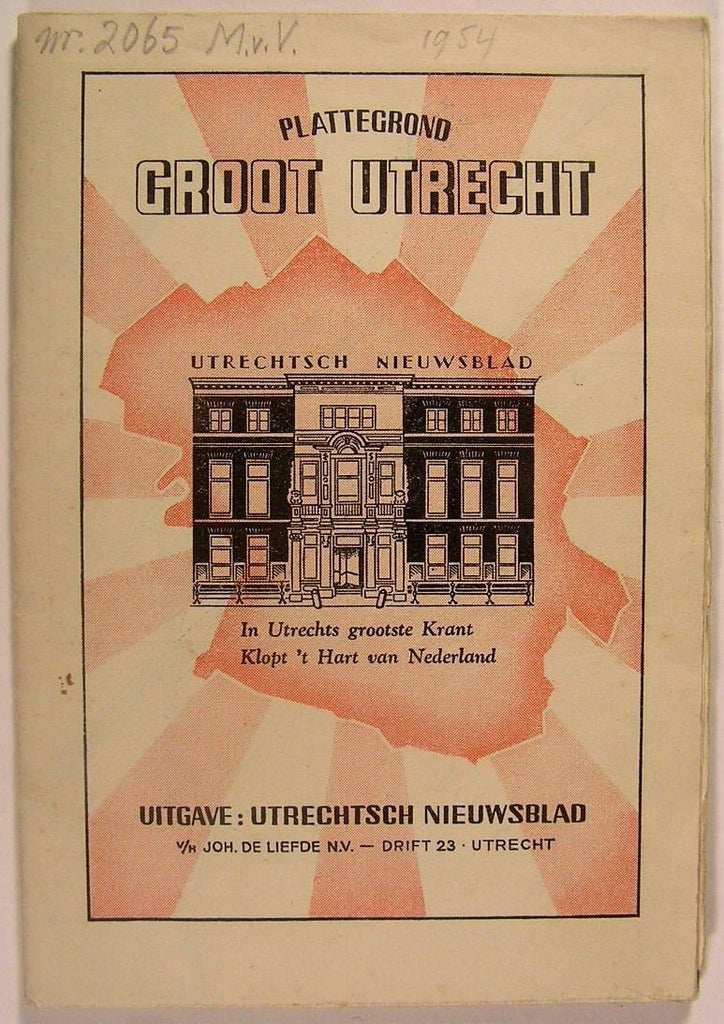 nr. 2065 M.v.V. 1954
PLATTEGROND
GROOT UTRECHT
UTRECHTSCH NIEUWSBLAD
In Utrechts grootste Krant
Klopt 't Hart van Nederland
UITGAVE: UTRECHTSCH NIEUWSBLAD
V/H JOH. DE LIEFDE N.V. — DRIFT 23 · UTRECHT